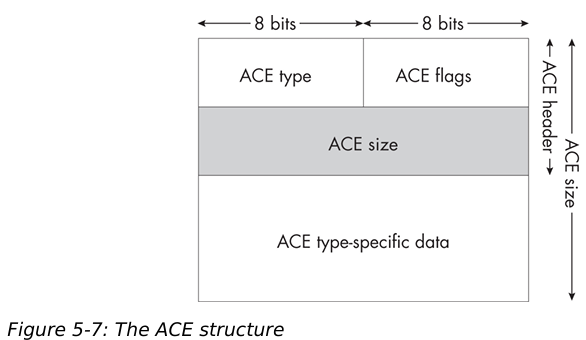 8 bits 8 bits
ACE type ACE flags
ACE header
ACE size
ACE size
ACE type-specific data
Figure 5-7: The ACE structure